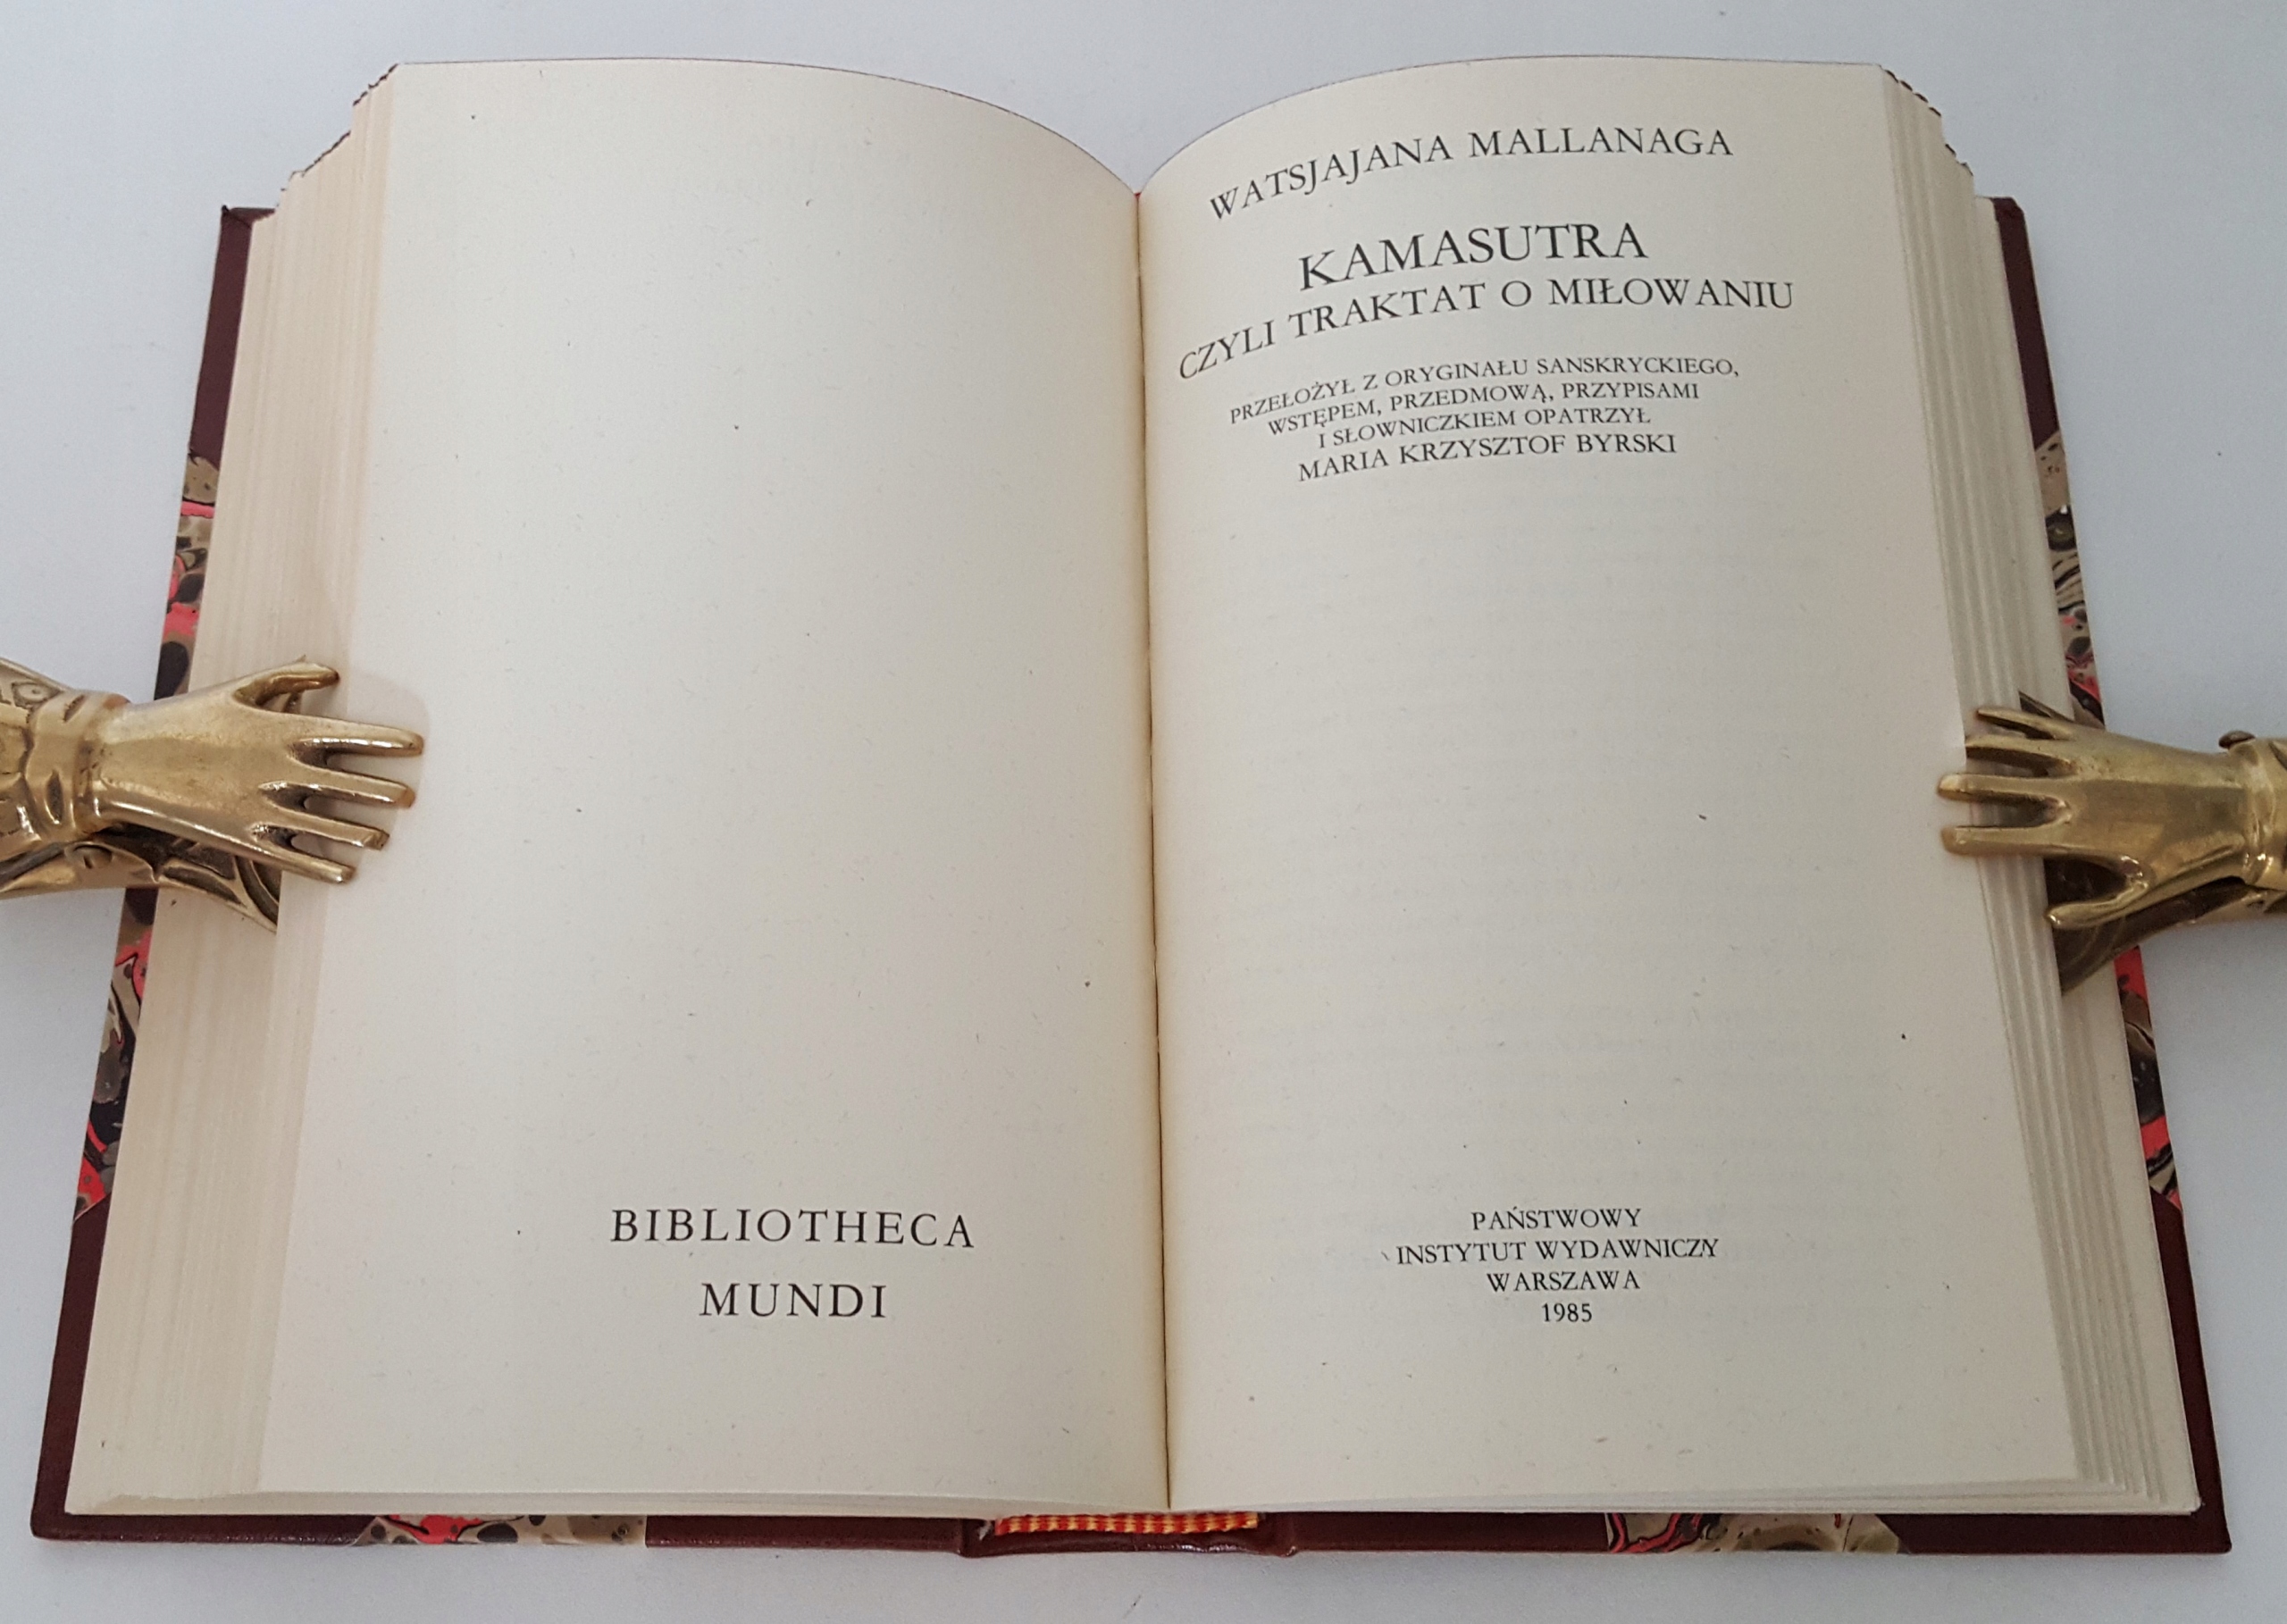 BIBLIOTHECA
MUNDI
WATSJAJANA MALLANAGA
KAMASUTRA
CZYLI TRAKTAT O MIŁOWANIU
PRZEŁOŻYŁ Z ORYGINAŁU SANSKRYCKIEGO,
WSTĘPEM, PRZEDMOWĄ, PRZYPISAMI
I SŁOWNICZKIEM OPATRZYŁ
MARIA KRZYSZTOF BYRSKI
PAŃSTWOWY
INSTYTUT WYDAWNICZY
WARSZAWA
1985